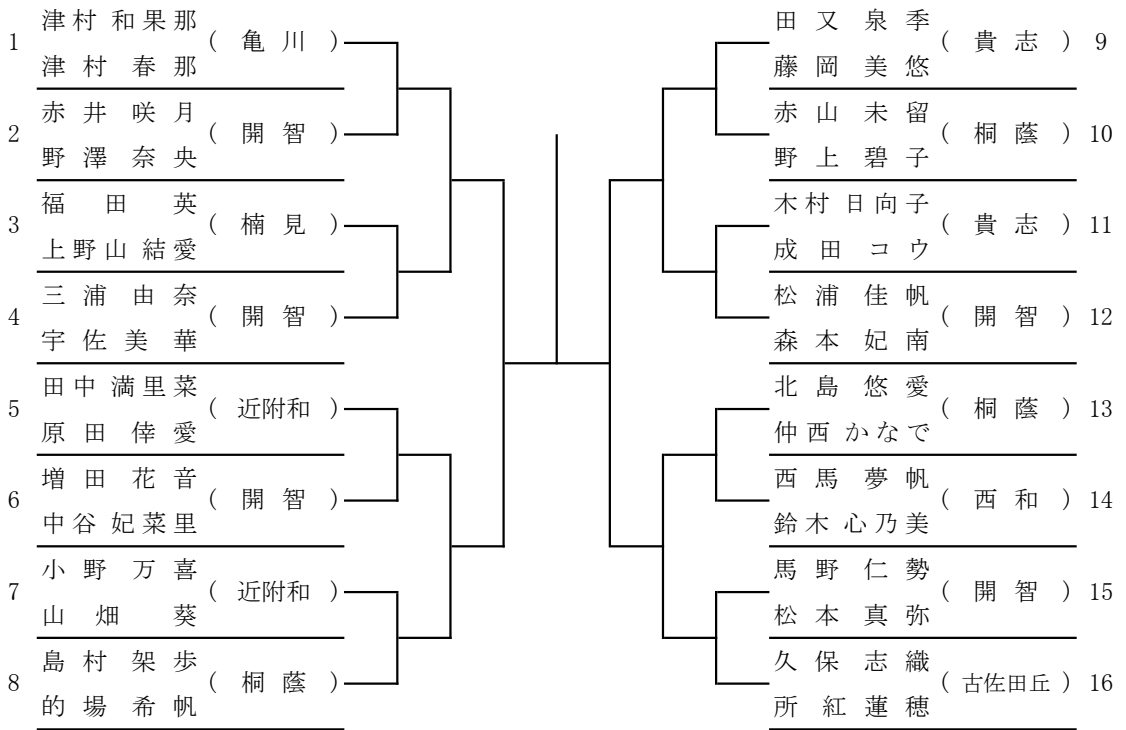 1 津村 和果那 ( 亀川 )
津村 春那
2 赤井 咲月 ( 開智 )
野澤 奈央
3 福田 英 ( 楠見 )
上野山 結愛
4 三浦 由奈 ( 開智 )
宇佐美 華
5 田中 満里菜 ( 近附和 )
原田 倖愛
6 増田 花音 ( 開智 )
中谷 妃菜里
7 小野 万喜 ( 近附和 )
山畑 葵
8 島村 架歩 ( 桐蔭 )
的場 希帆
田又 泉季 ( 貴志 ) 9
藤岡 美悠
赤山 未留 ( 桐蔭 ) 10
野上 碧子
木村 日向子 ( 貴志 ) 11
成田 コウ
松浦 佳帆 ( 開智 ) 12
森本 妃南
北島 悠愛 ( 桐蔭 ) 13
仲西 かなで
西馬 夢帆 ( 西和 ) 14
鈴木 心乃美
馬野 仁勢 ( 開智 ) 15
松本 真弥
久保 志織 ( 古佐田丘 ) 16
所 紅蓮穂